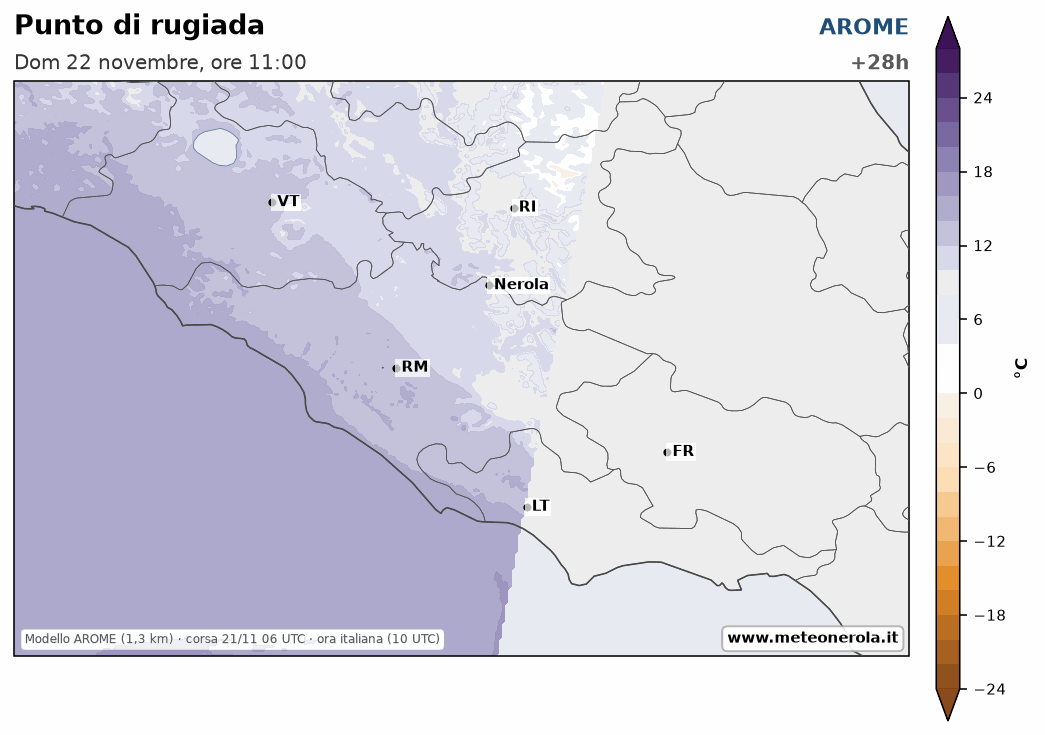 Punto di rugiada
AROME
Dom 22 novembre, ore 11:00
+28h
VT
RI
Nerola
RM
FR
LT
24
18
12
6
0
−6
−12
−18
−24
°C
Modello AROME (1,3 km) · corsa 21/11 06 UTC · ora italiana (10 UTC)
www.meteonerola.it